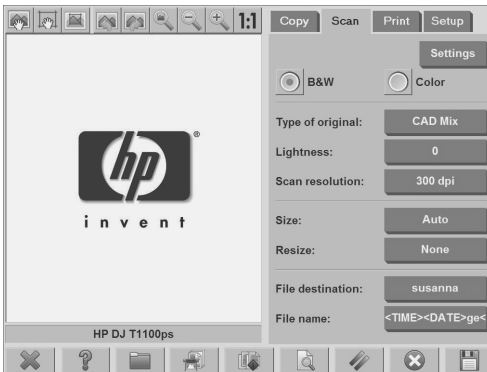 1:1
Copy
Scan
Print
Setup
Settings
B&W
Color
Type of original:
CAD Mix
Lightness:
0
Scan resolution:
300 dpi
Size:
Auto
Resize:
None
File destination:
susanna
File name:
<TIME><DATE>ge<
hp
®
invent
HP DJ T1100ps
?